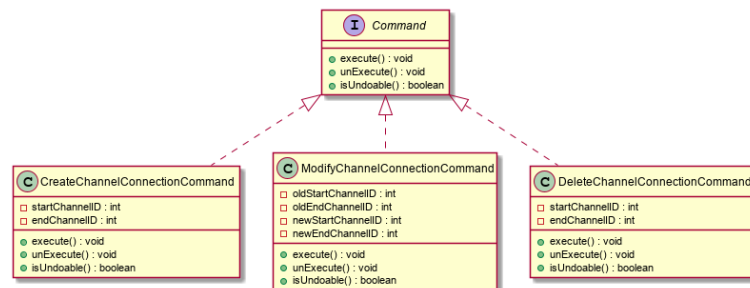 I Command
execute() : void
unExecute() : void
isUndoable() : boolean
C CreateChannelConnectionCommand
startChannelID : int
endChannelID : int
execute() : void
unExecute() : void
isUndoable() : boolean
C ModifyChannelConnectionCommand
oldStartChannelID : int
oldEndChannelID : int
newStartChannelID : int
newEndChannelID : int
execute() : void
unExecute() : void
isUndoable() : boolean
C DeleteChannelConnectionCommand
startChannelID : int
endChannelID : int
execute() : void
unExecute() : void
isUndoable() : boolean